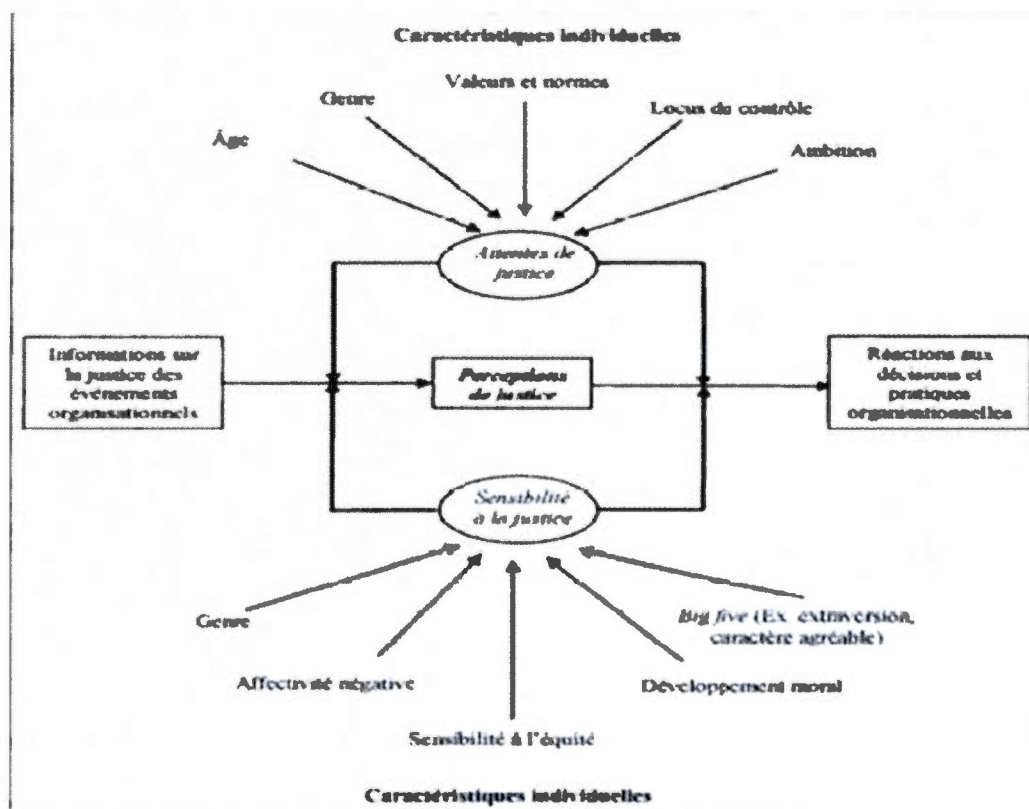 Caractéristiques individuelles
Valeurs et normes
Genre
Locus de contrôle
Âge
Ambition
Attentes de
justice
Informations sur
la justice des
événements
organisationnels
Perceptions
de justice
Réactions aux
décisions et
pratiques
organisationnelles
Sensibilité
à la justice
Genre
Big five (Ex. extraversion,
caractère agréable)
Affectivité négative
Développement moral
Sensibilité à l'équité
Caractéristiques individuelles